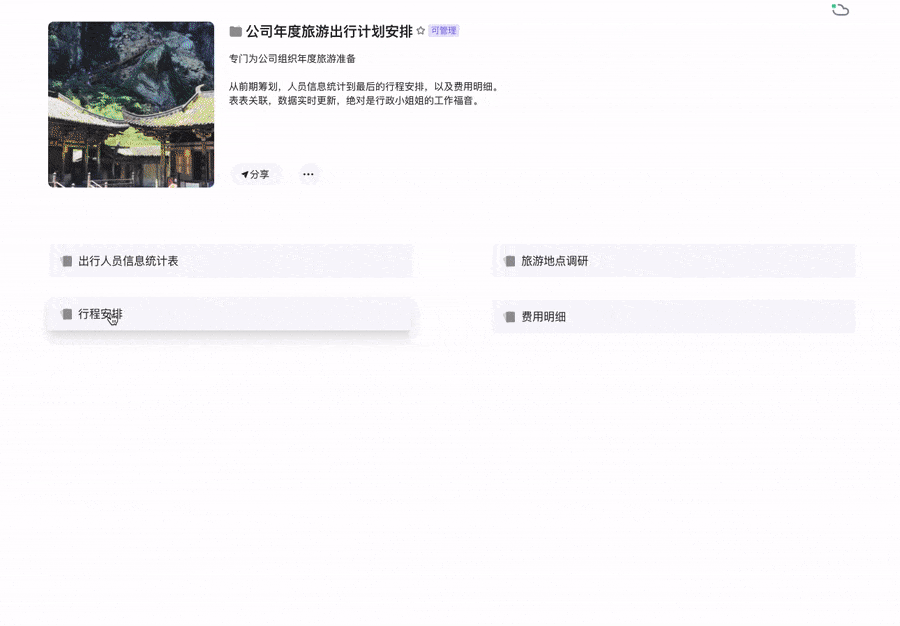 公司年度旅游出行计划安排
可管理
专门为公司组织年度旅游准备
从前期筹划，人员信息统计到最后的行程安排，以及费用明细。
表表关联，数据实时更新，绝对是行政小姐姐的工作福音。
分享
出行人员信息统计表
旅游地点调研
行程安排
费用明细